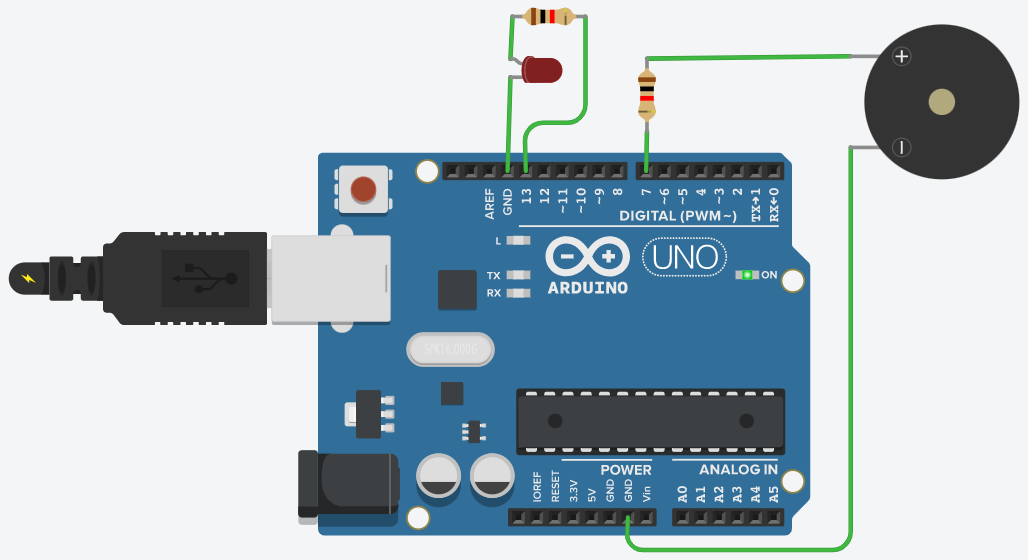 +
AREF
GND
13
12
~11
~10
~9
8
7
~6
~5
4
~3
2
TX→1
RX←0
DIGITAL (PWM~)
L
TX
RX
- +
UNO
ARDUINO
ON
SPK16.000G
POWER
ANALOG IN
IOREF
RESET
3.3V
5V
GND
GND
Vin
A0
A1
A2
A3
A4
A5